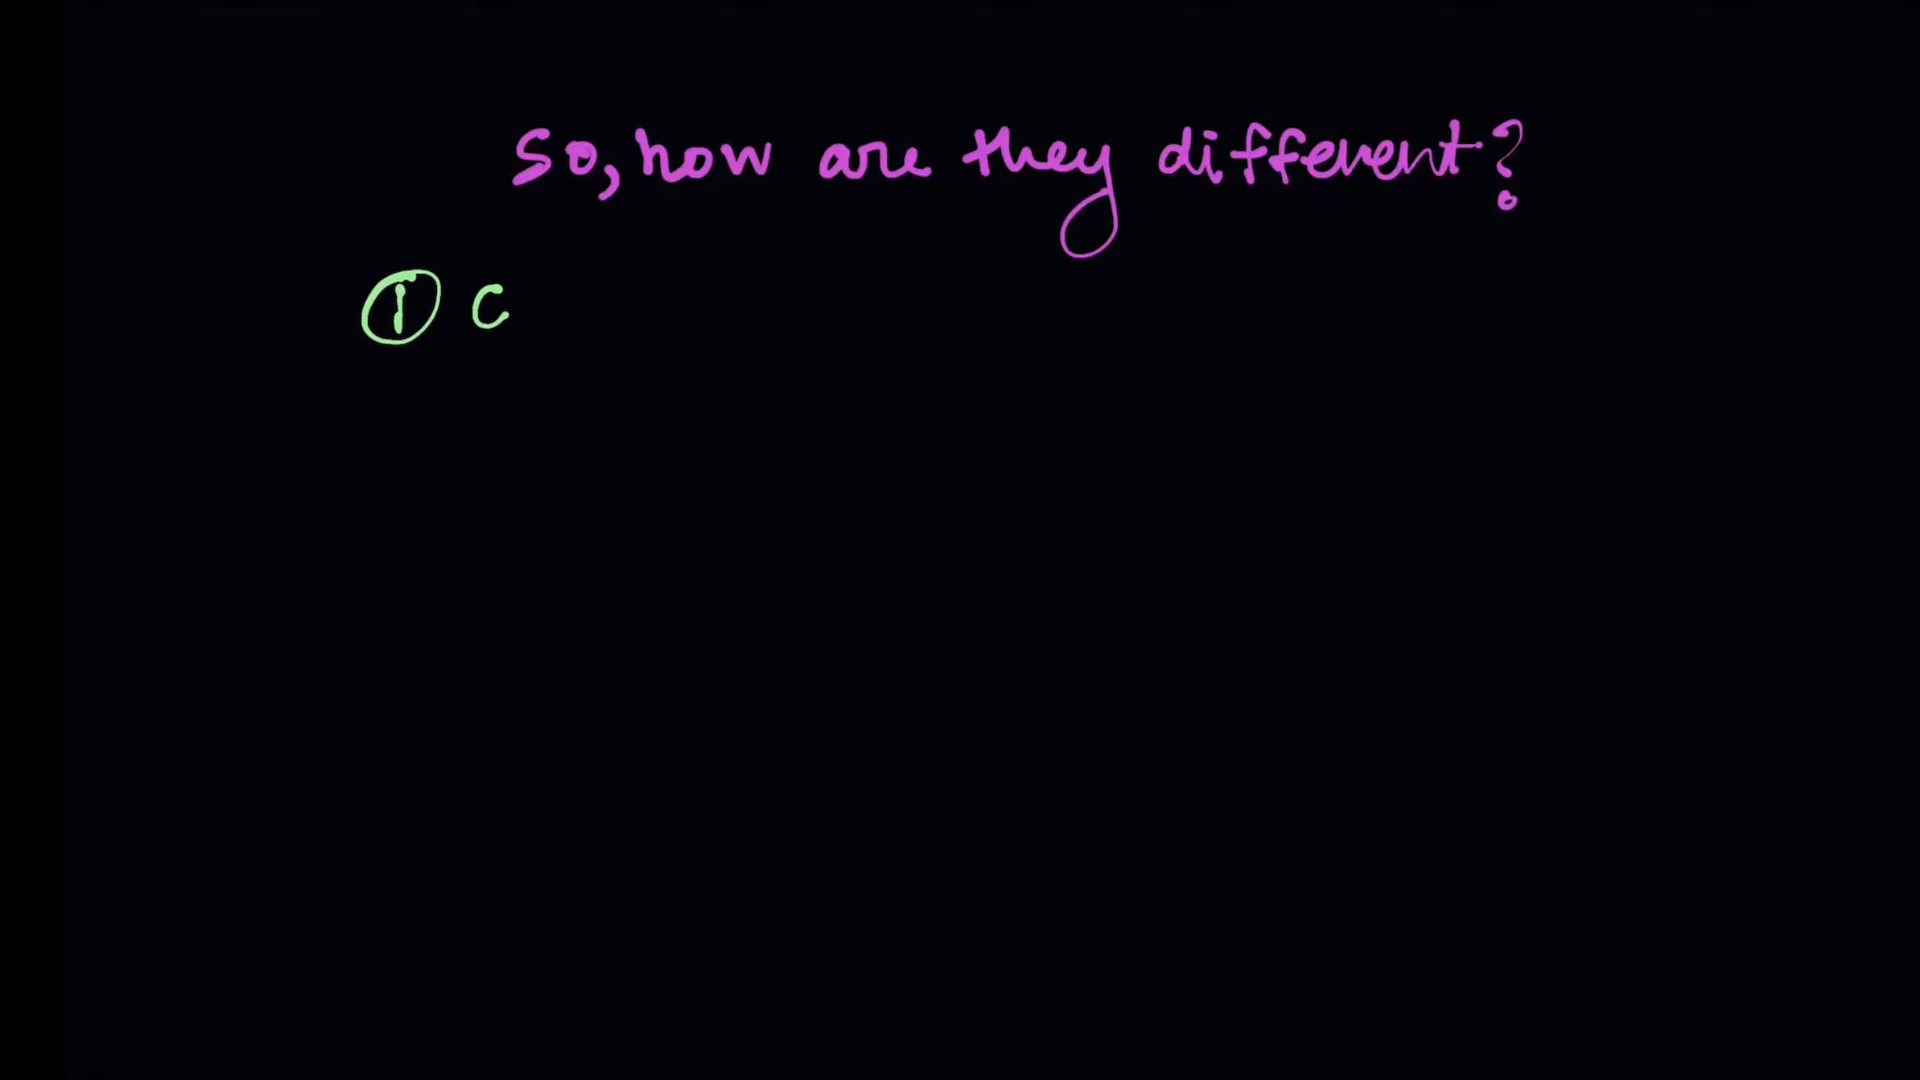 So, how are they different?
① C